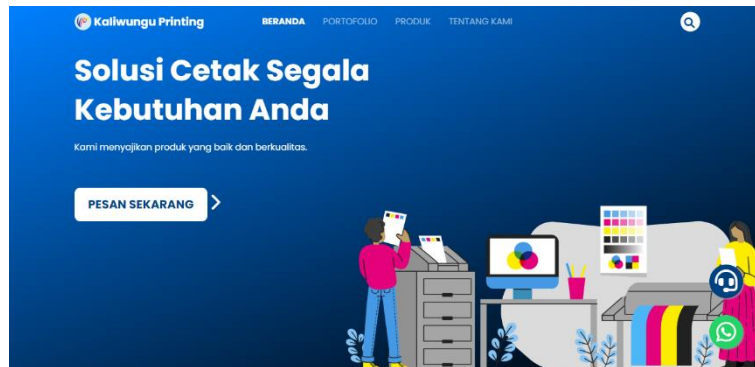 Kaliwungu Printing
BERANDA PORTOFOLIO PRODUK TENTANG KAMI
Solusi Cetak Segala
Kebutuhan Anda
Kami menyajikan produk yang baik dan berkualitas.
PESAN SEKARANG